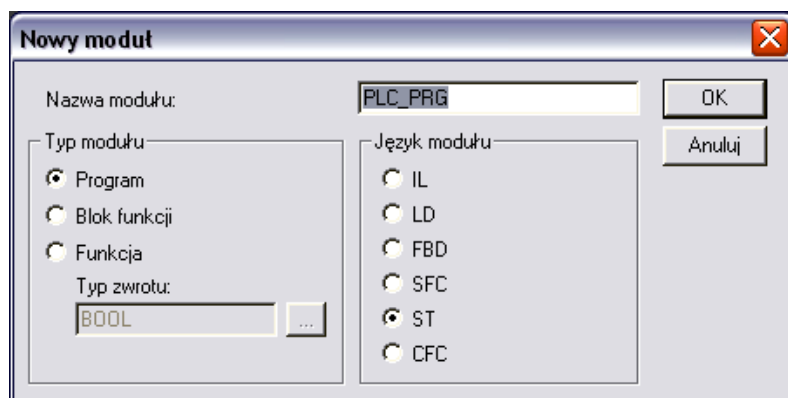 Nowy moduł
Nazwa modułu:
PLC_PRG
OK
Anuluj
Typ modułu
Program
Blok funkcji
Funkcja
Typ zwrotu:
BOOL
...
Język modułu
IL
LD
FBD
SFC
ST
CFC